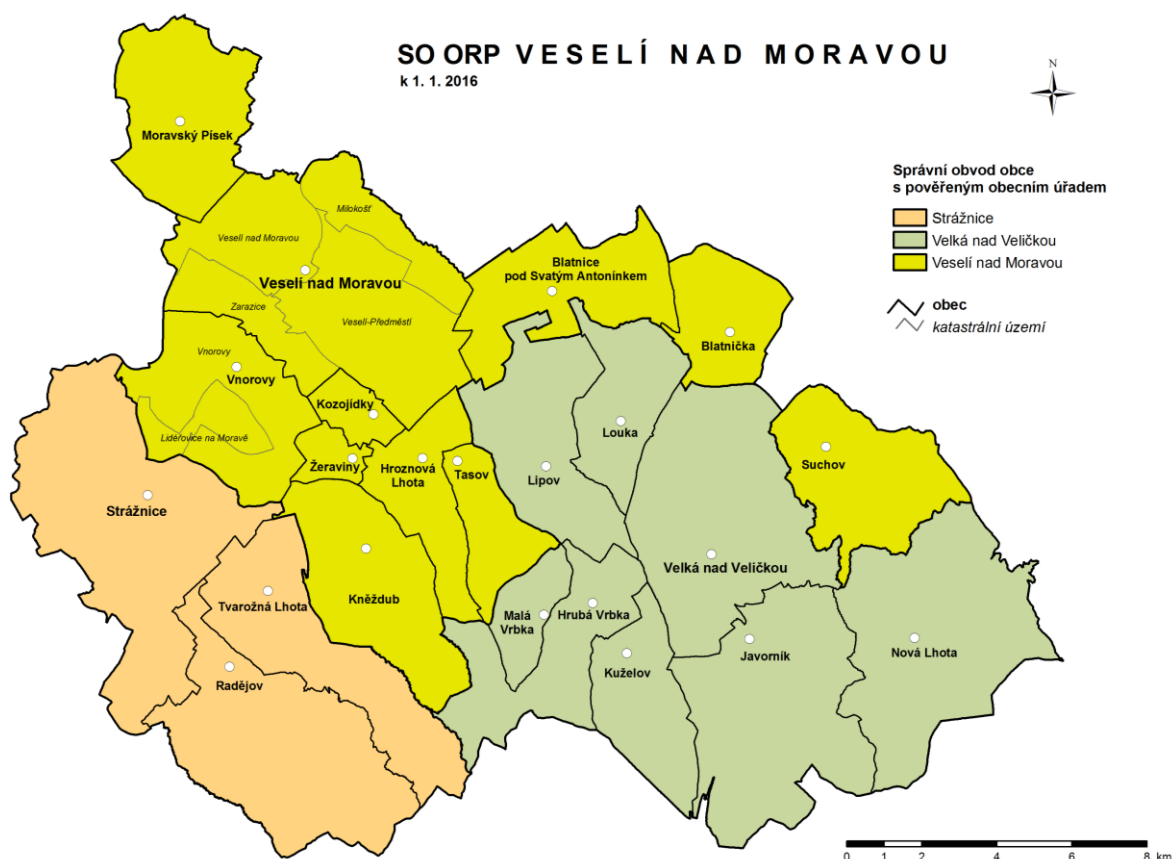 SO ORP VESELÍ NAD MORAVOU
k 1. 1. 2016
N
Moravský Písek
Správní obvod obce
s pověřeným obecním úřadem
Strážnice
Velká nad Veličkou
Veselí nad Moravou
obec
katastrální území
Milokošť
Veselí nad Moravou
Veselí nad Moravou
Blatnice
pod Svatým Antonínkem
Zarazice
Veselí-Předměstí
Blatnička
Vnorovy
Vnorovy
Kozojídky
Louka
Lidéřovice na Moravě
Žeraviny
Hroznová
Lhota
Tasov
Lipov
Suchov
Strážnice
Velká nad Veličkou
Tvarožná Lhota
Kněždub
Malá
Vrbka
Hrubá Vrbka
Javorník
Nová Lhota
Kuželov
Radějov
0 1 2 4 6 8 km